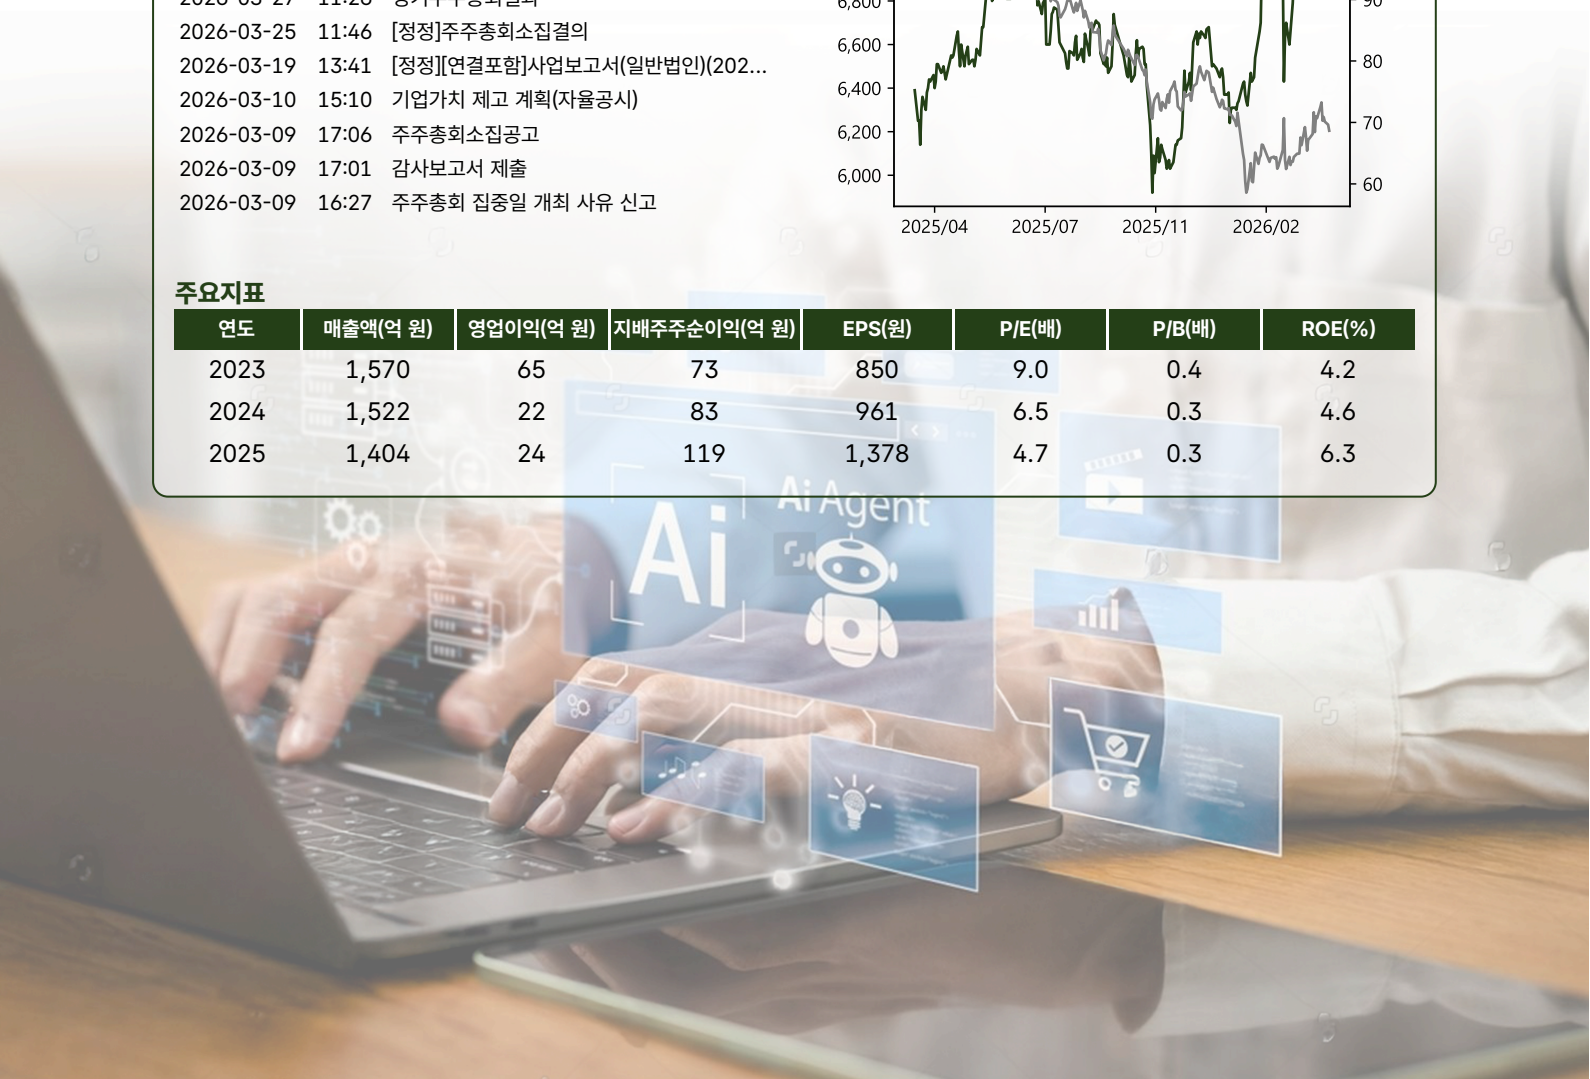 2026-03-25 11:46 [정정]주주총회소집결의
2026-03-19 13:41 [정정][연결포함]사업보고서(일반법인)(202...
2026-03-10 15:10 기업가치 제고 계획(자율공시)
2026-03-09 17:06 주주총회소집공고
2026-03-09 17:01 감사보고서 제출
2026-03-09 16:27 주주총회 집중일 개최 사유 신고
6,800 90
6,600 80
6,400
6,200 70
6,000 60
2025/04 2025/07 2025/11 2026/02
주요지표
연도 매출액(억 원) 영업이익(억 원) 지배주주순이익(억 원) EPS(원) P/E(배) P/B(배) ROE(%)
2023 1,570 65 73 850 9.0 0.4 4.2
2024 1,522 22 83 961 6.5 0.3 4.6
2025 1,404 24 119 1,378 4.7 0.3 6.3
Ai Agent
Ai